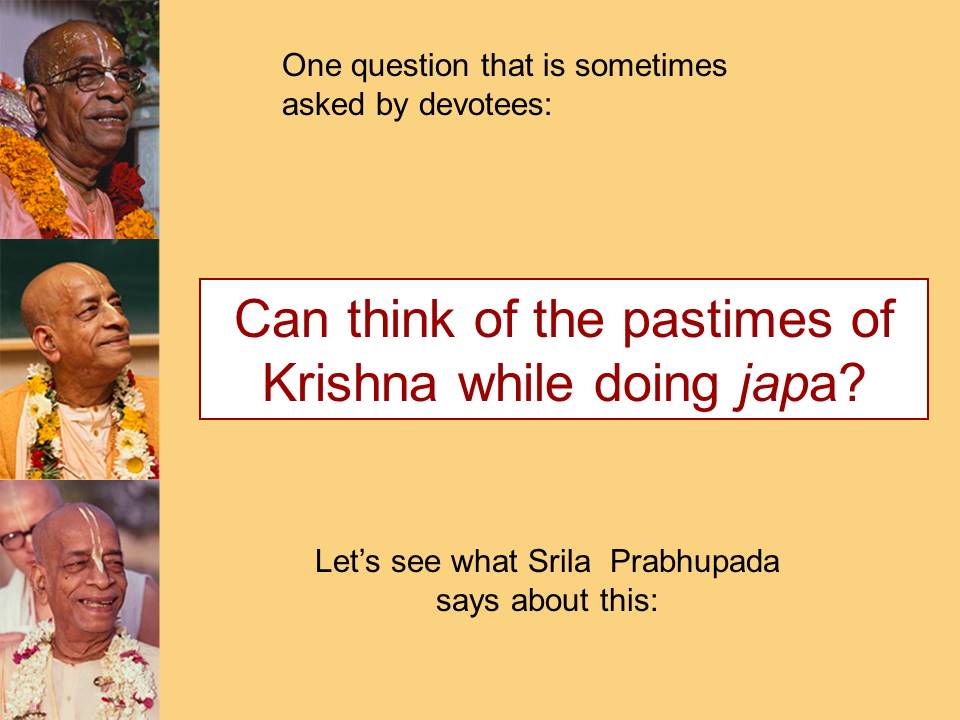 One question that is sometimes
asked by devotees:
Can think of the pastimes of
Krishna while doing japa?
Let’s see what Srila  Prabhupada
says about this: